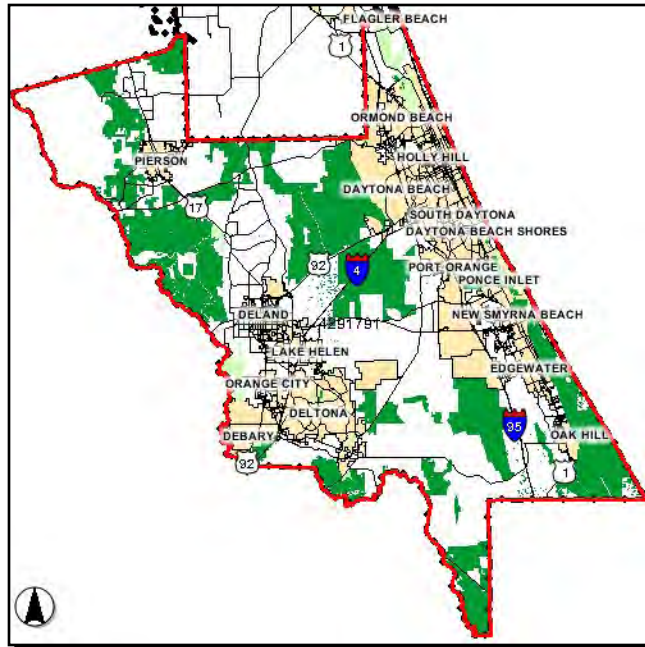 FLAGLER BEACH
1
ORMOND BEACH
HOLLY HILL
PIERSON
DAYTONA BEACH
17
SOUTH DAYTONA
DAYTONA BEACH SHORES
92
4
PORT ORANGE
PONCE INLET
DELAND
4291791
NEW SMYRNA BEACH
LAKE HELEN
EDGEWATER
ORANGE CITY
DELTONA
95
DEBARY
OAK HILL
92
1